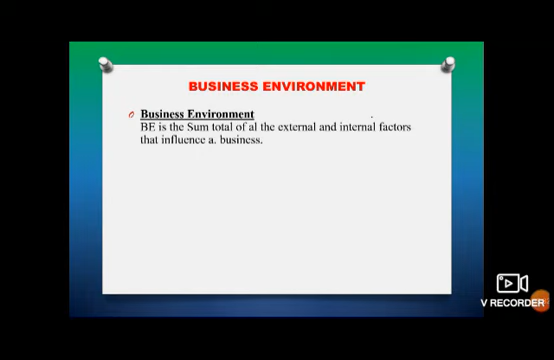 BUSINESS ENVIRONMENT
Business Environment
BE is the Sum total of al the external and internal factors
that influence a. business.
V RECORDER